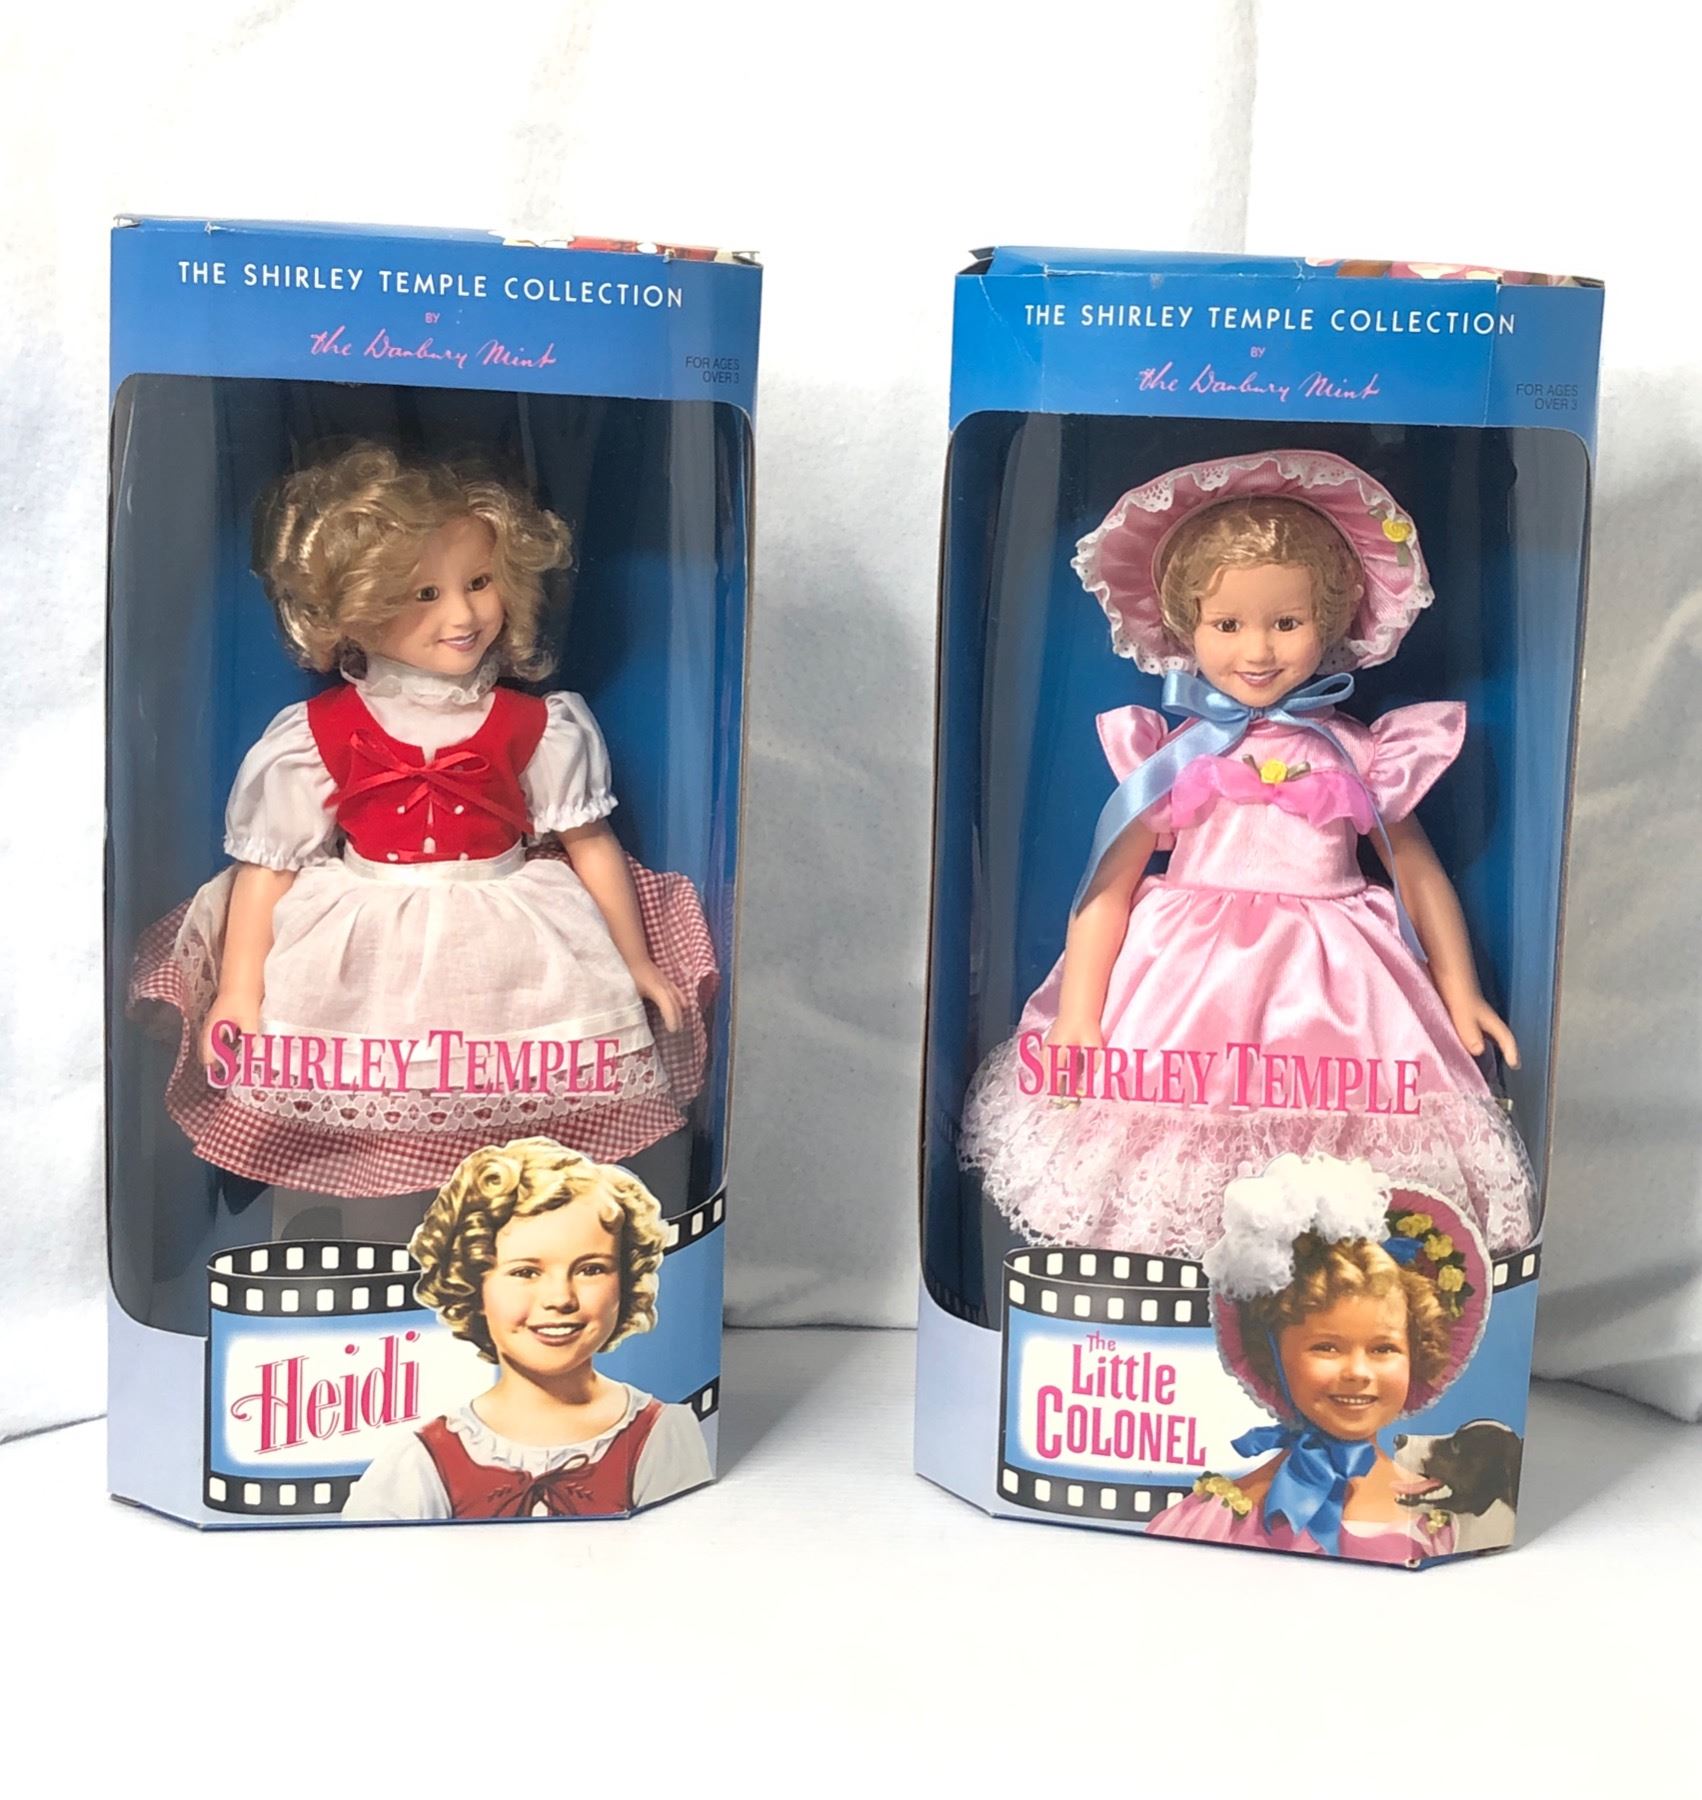 THE SHIRLEY TEMPLE COLLECTION
BY
the Danbury Mint
FOR AGES
OVER 3
SHIRLEY TEMPLE
Heidi
THE SHIRLEY TEMPLE COLLECTION
BY
the Danbury Mint
FOR AGES
OVER 3
SHIRLEY TEMPLE
The
Little
COLONEL